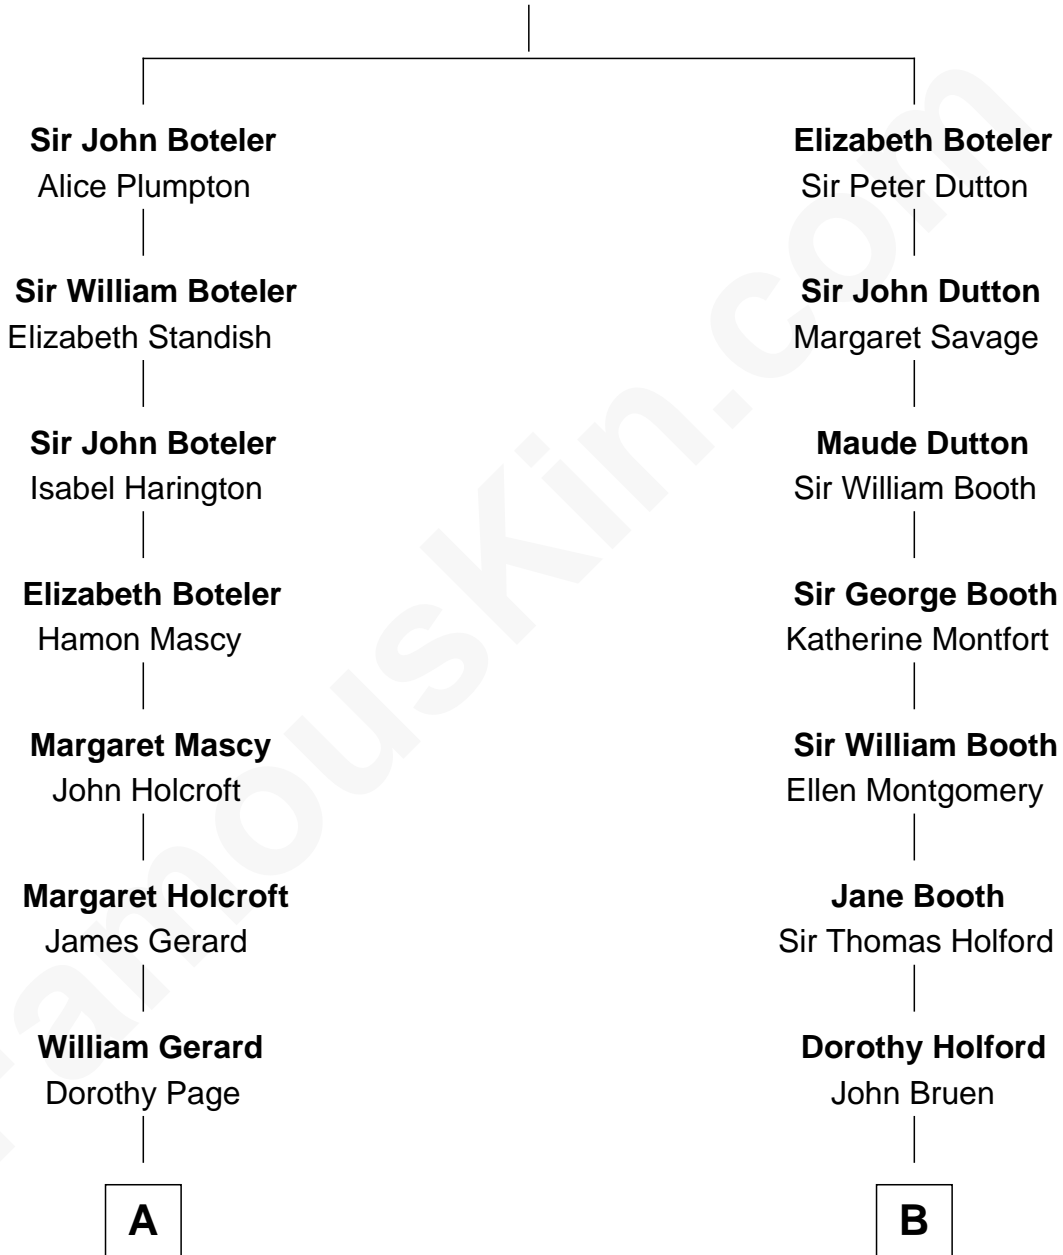 Sir John Boteler
Alice Plumpton
Sir William Boteler
Elizabeth Standish
Sir John Boteler
Isabel Harington
Elizabeth Boteler
Hamon Mascy
Margaret Mascy
John Holcroft
Margaret Holcroft
James Gerard
William Gerard
Dorothy Page
A
Elizabeth Boteler
Sir Peter Dutton
Sir John Dutton
Margaret Savage
Maude Dutton
Sir William Booth
Sir George Booth
Katherine Montfort
Sir William Booth
Ellen Montgomery
Jane Booth
Sir Thomas Holford
Dorothy Holford
John Bruen
B
FamousKin.com